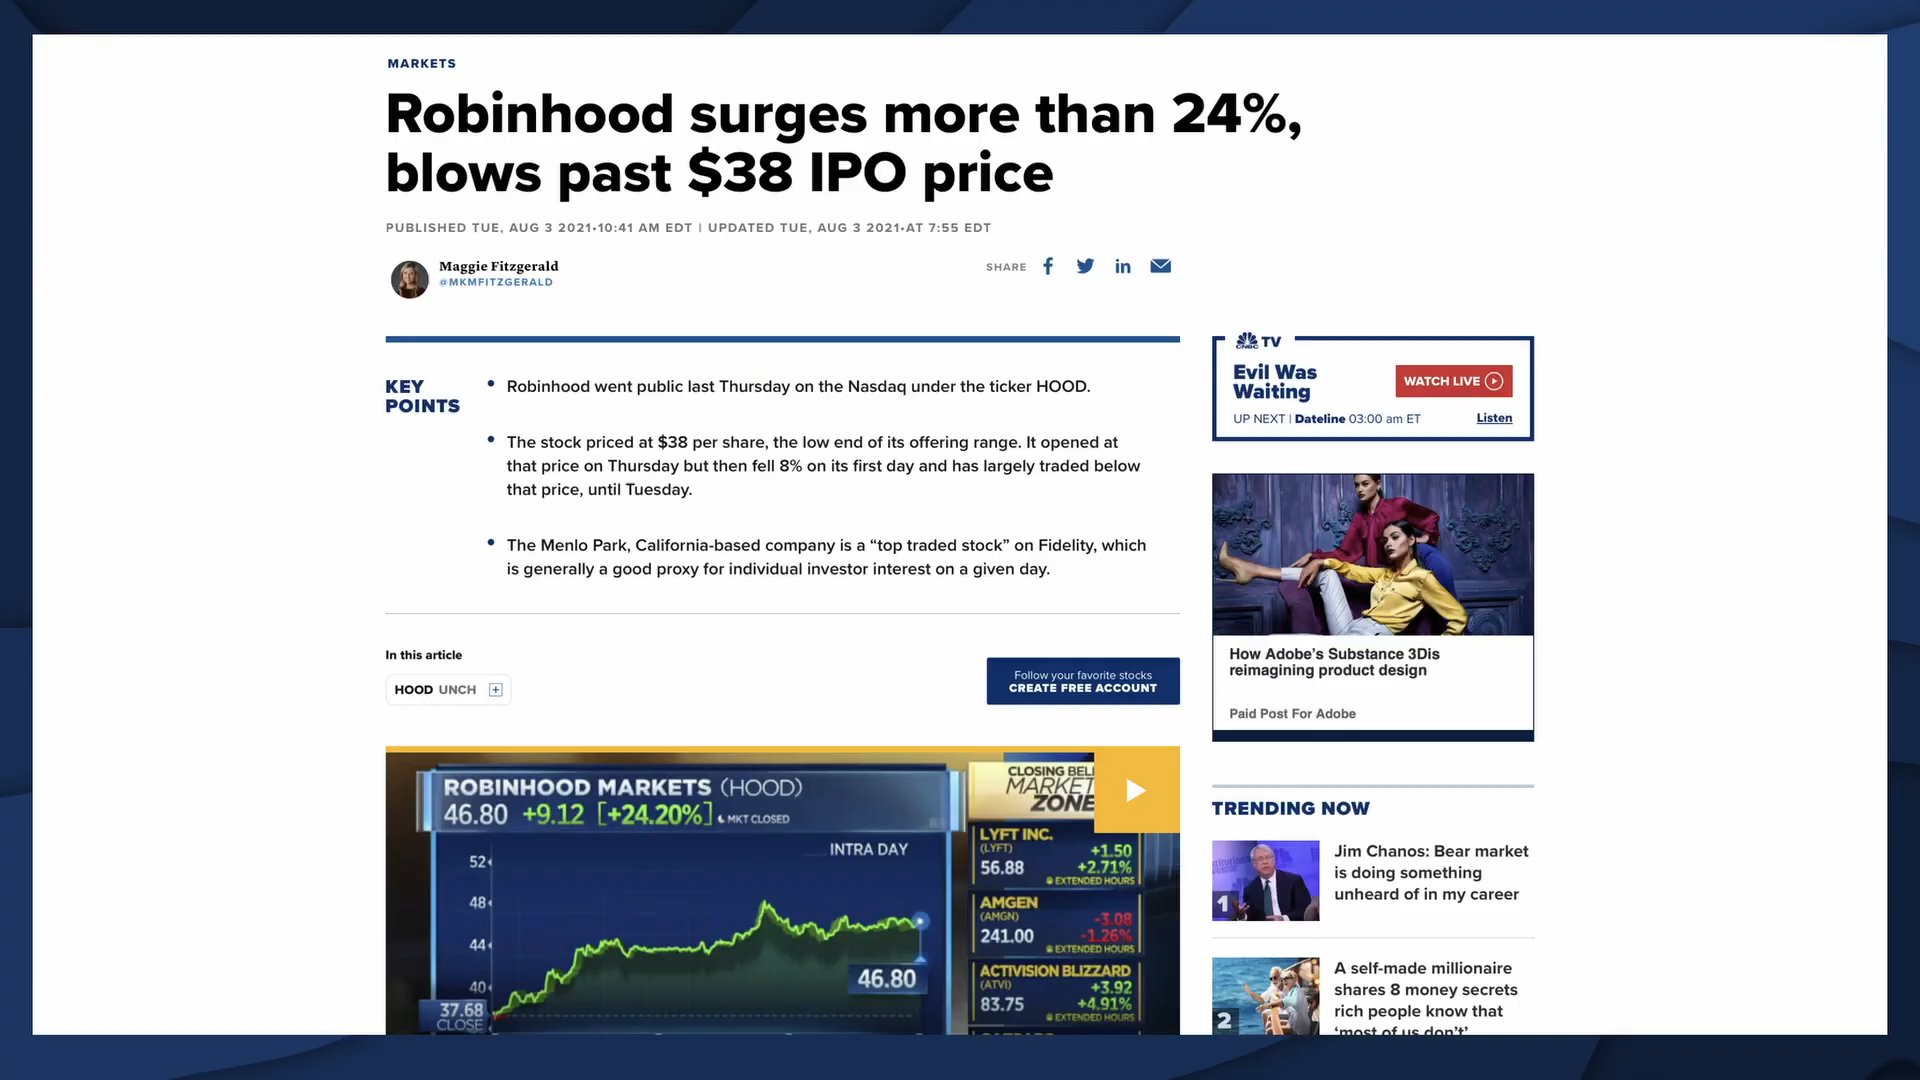 MARKETS
Robinhood surges more than 24%,
blows past $38 IPO price
PUBLISHED TUE, AUG 3 2021•10:41 AM EDT | UPDATED TUE, AUG 3 2021•AT 7:55 EDT
Maggie Fitzgerald
@MKMFITZGERALD
SHARE
KEY
POINTS
• Robinhood went public last Thursday on the Nasdaq under the ticker HOOD.
• The stock priced at $38 per share, the low end of its offering range. It opened at
that price on Thursday but then fell 8% on its first day and has largely traded below
that price, until Tuesday.
• The Menlo Park, California-based company is a “top traded stock” on Fidelity, which
is generally a good proxy for individual investor interest on a given day.
In this article
HOOD UNCH
Follow your favorite stocks
CREATE FREE ACCOUNT
ROBINHOOD MARKETS (HOOD)
46.80 +9.12 [+24.20%] MKT CLOSED
INTRA DAY
52
48
44
40
46.80
37.68
CLOSE
CLOSING BELL
MARKET
ZONE
LYFT INC.
(LYFT) +1.50
56.88 +2.71%
EXTENDED HOURS
AMGEN
(AMGN) -3.08
241.00 -1.26%
EXTENDED HOURS
ACTIVISION BLIZZARD
(ATVI) +3.92
83.75 +4.91%
EXTENDED HOURS
CNBC TV
Evil Was
Waiting
WATCH LIVE
UP NEXT | Dateline 03:00 am ET
Listen
How Adobe’s Substance 3Dis
reimagining product design
Paid Post For Adobe
TRENDING NOW
1
Jim Chanos: Bear market
is doing something
unheard of in my career
2
A self-made millionaire
shares 8 money secrets
rich people know that
‘most of us don’t’